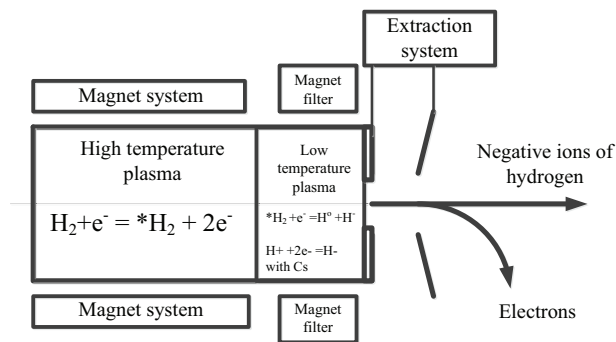 Extraction
system
Magnet system
Magnet
filter
High temperature
plasma
Low
temperature
plasma
H₂+e⁻ = *H₂ + 2e⁻
*H₂ +e⁻ =Hº +H⁻
H+ +2e- =H-
with Cs
Negative ions of
hydrogen
Electrons
Magnet system
Magnet
filter